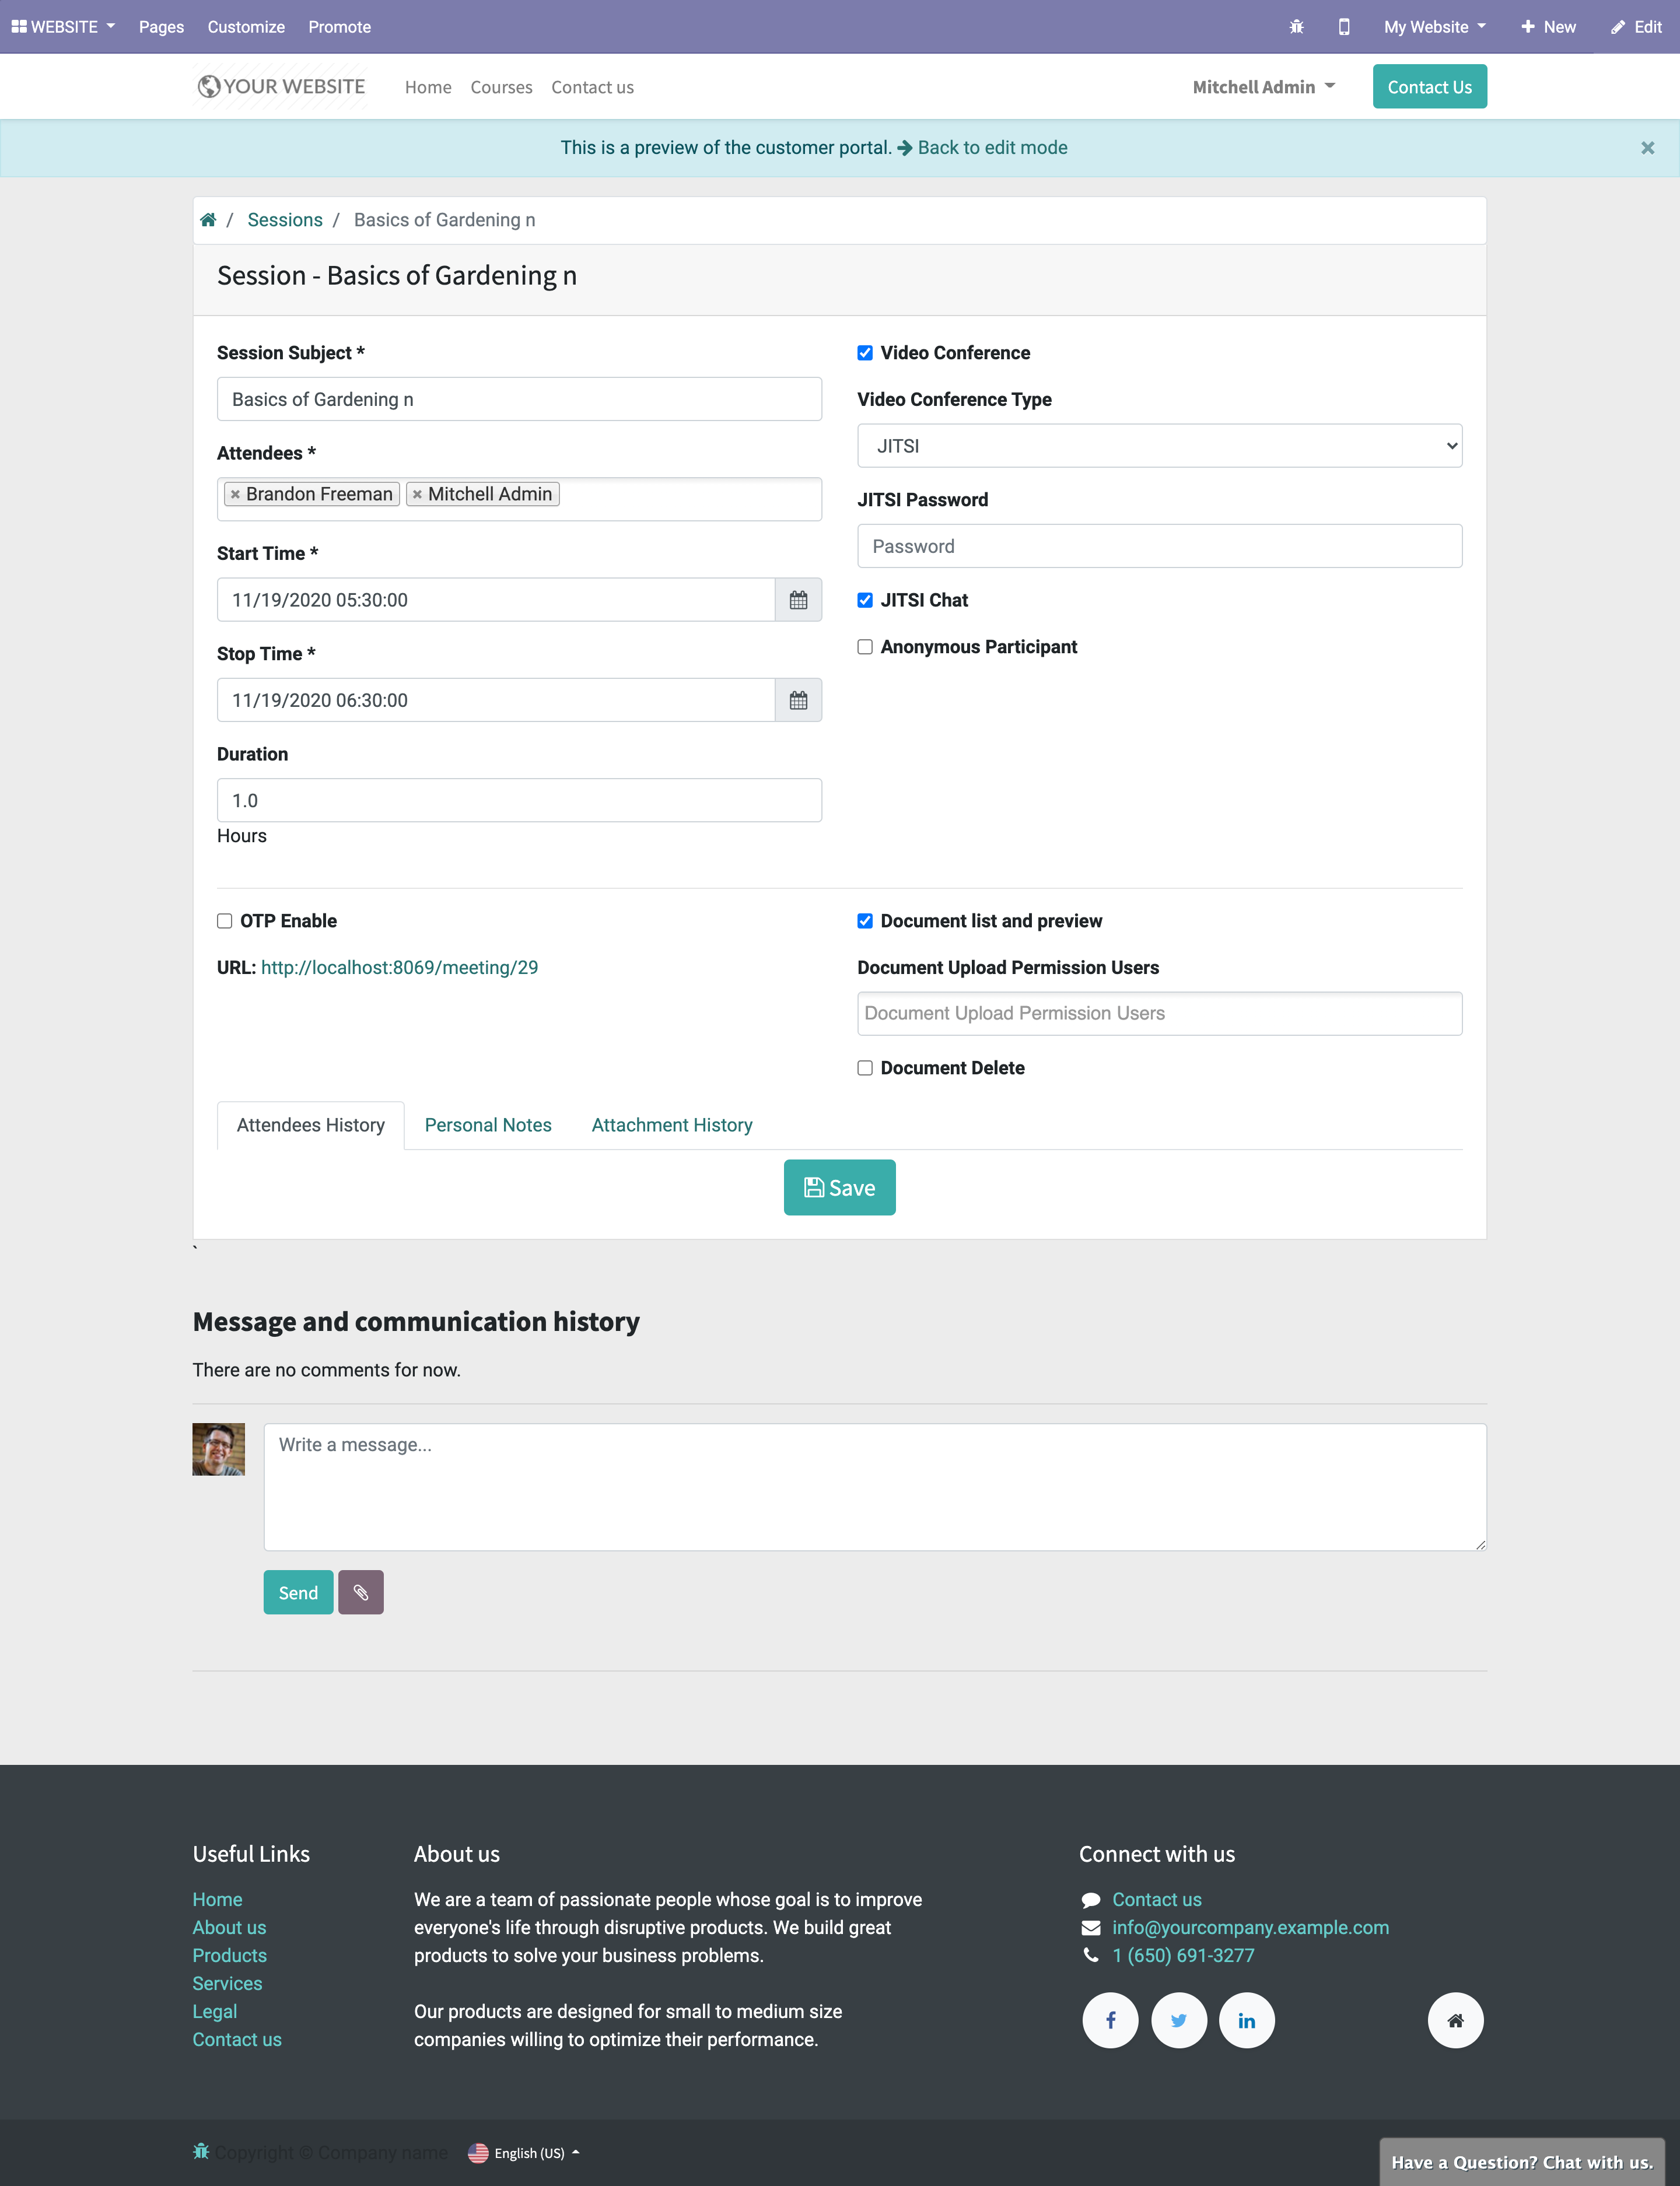 WEBSITE Pages Customize Promote My Website New Edit
YOUR WEBSITE Home Courses Contact us Mitchell Admin Contact Us
This is a preview of the customer portal. Back to edit mode ×
/ Sessions / Basics of Gardening n
Session - Basics of Gardening n
Session Subject *
Basics of Gardening n
Attendees *
× Brandon Freeman × Mitchell Admin
Start Time *
11/19/2020 05:30:00
Stop Time *
11/19/2020 06:30:00
Duration
1.0
Hours
Video Conference
Video Conference Type
JITSI
JITSI Password
Password
JITSI Chat
Anonymous Participant
OTP Enable
URL: http://localhost:8069/meeting/29
Document list and preview
Document Upload Permission Users
Document Upload Permission Users
Document Delete
Attendees History Personal Notes Attachment History
Save
`
Message and communication history
There are no comments for now.
Write a message...
Send
Useful Links
Home
About us
Products
Services
Legal
Contact us
About us
We are a team of passionate people whose goal is to improve
everyone's life through disruptive products. We build great
products to solve your business problems.
Our products are designed for small to medium size
companies willing to optimize their performance.
Connect with us
Contact us
info@yourcompany.example.com
1 (650) 691-3277
Copyright © Company name English (US)
Have a Question? Chat with us.